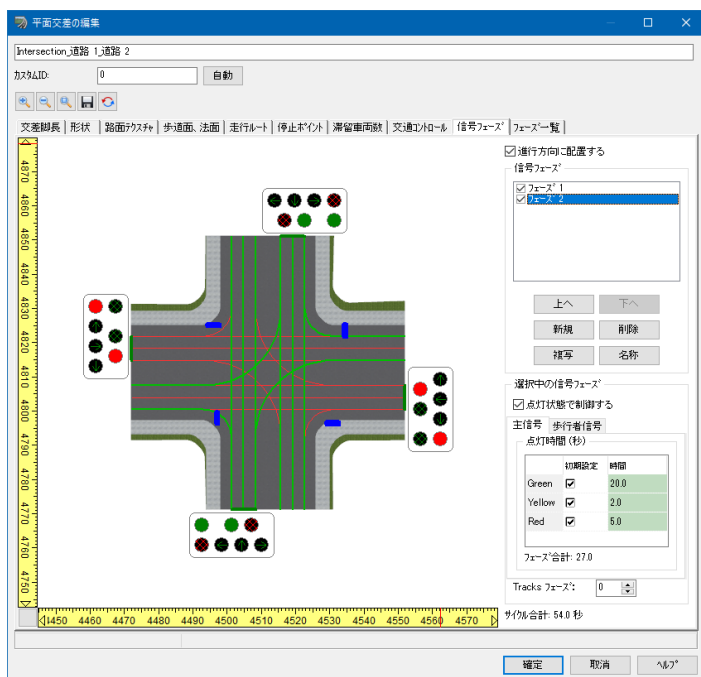 平面交差の編集
Intersection_道路 1_道路 2
カスタムID: 0 自動
交差脚長 形状 路面テクスチャ 歩道面、法面 走行ルート 停止ポイント 滞留車両数 交通コントロール 信号フェーズ フェーズ一覧
進行方向に配置する
信号フェーズ
フェーズ 1
フェーズ 2
上へ 下へ
新規 削除
複写 名称
選択中の信号フェーズ
点灯状態で制御する
主信号 歩行者信号
点灯時間 (秒)
初期設定 時間
Green 20.0
Yellow 2.0
Red 5.0
フェーズ合計: 27.0
Tracks フェーズ: 0
サイクル合計: 54.0 秒
4870
4860
4850
4840
4830
4820
4810
4800
4790
4780
4770
4760
4750
4450 4460 4470 4480 4490 4500 4510 4520 4530 4540 4550 4560 4570
確定 取消 ヘルプ